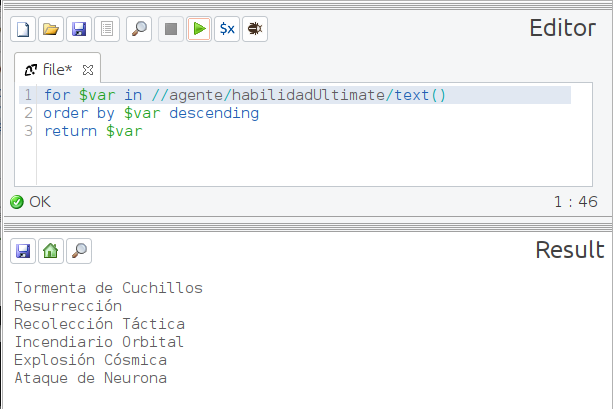 Editor
$x
file*
1 for $var in //agente/habilidadUltimate/text()
2 order by $var descending
3 return $var
OK
1 : 46
Result
Tormenta de Cuchillos
Resurrección
Recolección Táctica
Incendiario Orbital
Explosión Cósmica
Ataque de Neurona